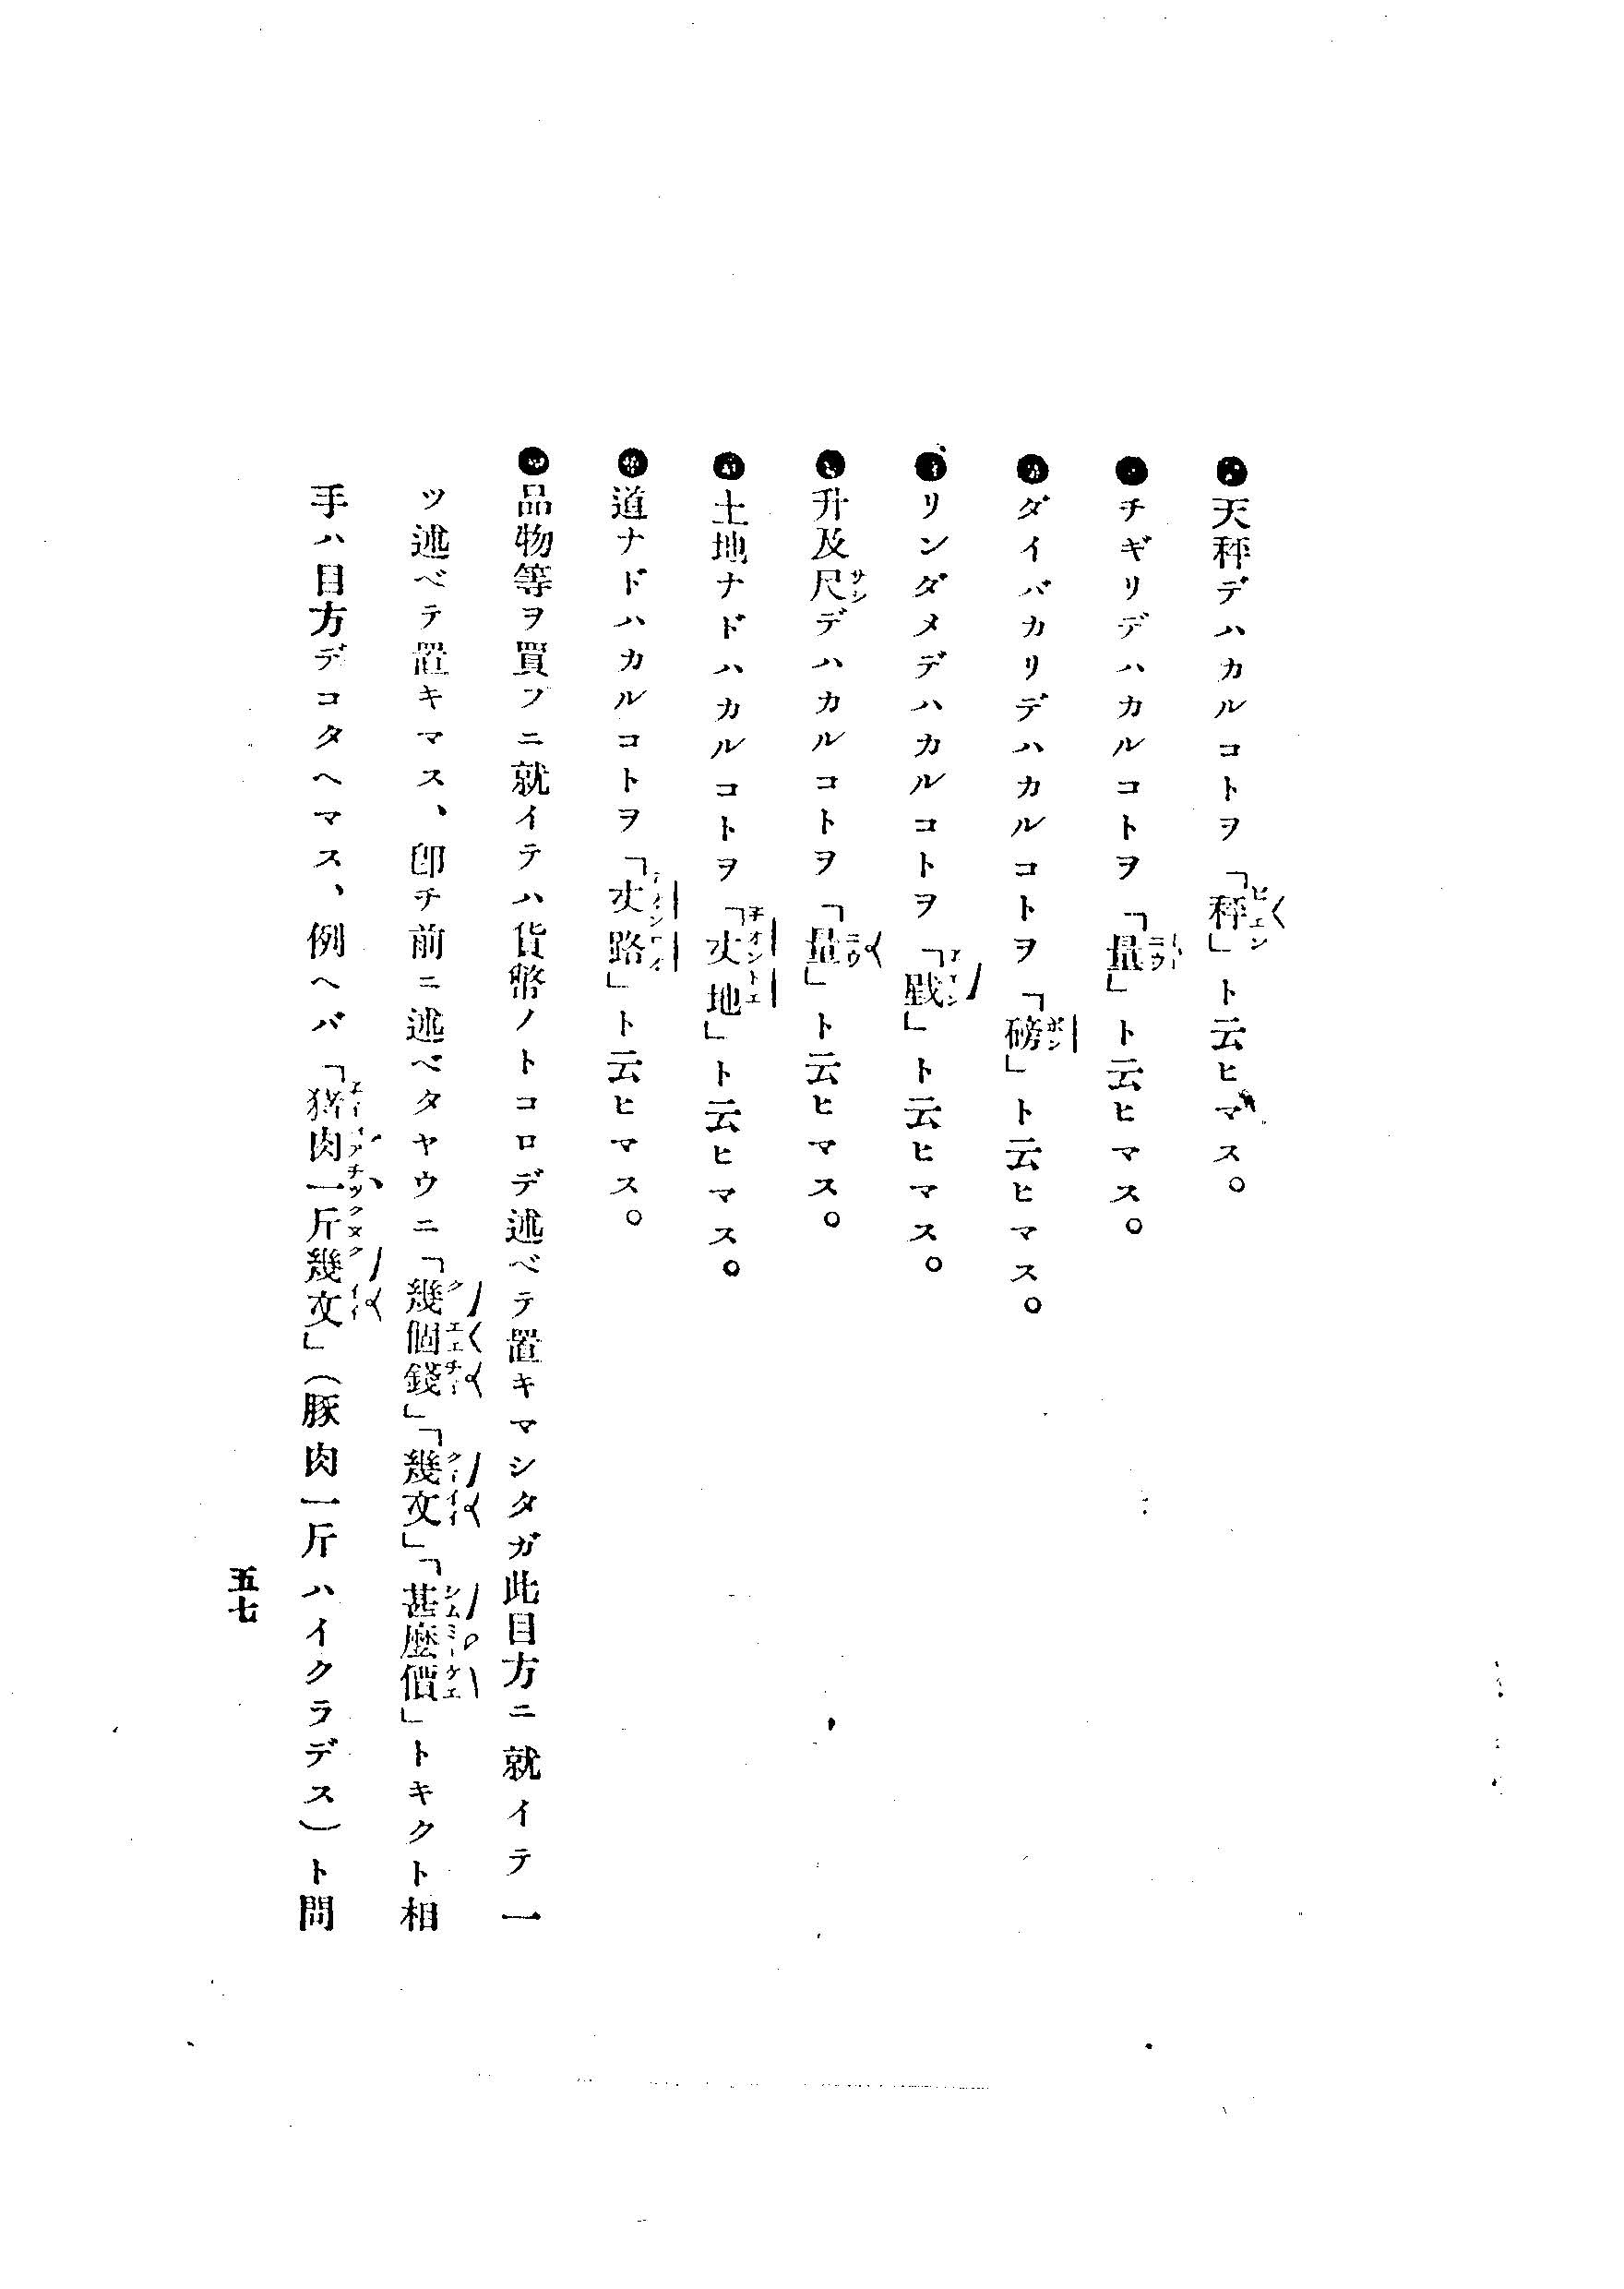 ●天秤デハカルコトヲ「秤」ト云ヒマス。
●チギリデハカルコトヲ「量」ト云ヒマス。
●ダイバカリデハカルコトヲ「磅」ト云ヒマス。
●リンダメデハカルコトヲ「戥」ト云ヒマス。
●升及尺デハカルコトヲ「量」ト云ヒマス。
●土地ナドハカルコトヲ「丈地」ト云ヒマス。
●道ナドハカルコトヲ「丈路」ト云ヒマス。
●品物等ヲ買フニ就イテハ貨幣ノトコロデ述ベテ置キマシタガ此目方ニ就イテ一
ツ述ベテ置キマス、卽チ前ニ述ベタヤウニ「幾個錢」「幾文」「甚麼價」トキクト相
手ハ目方デコタヘマス、例ヘバ「猪肉一斤幾文」(豚肉一斤ハイクラデス)ト問
五七